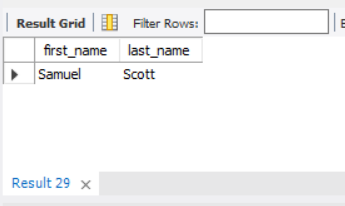 Result Grid Filter Rows: E
first_name last_name
Samuel Scott
Result 29 ×